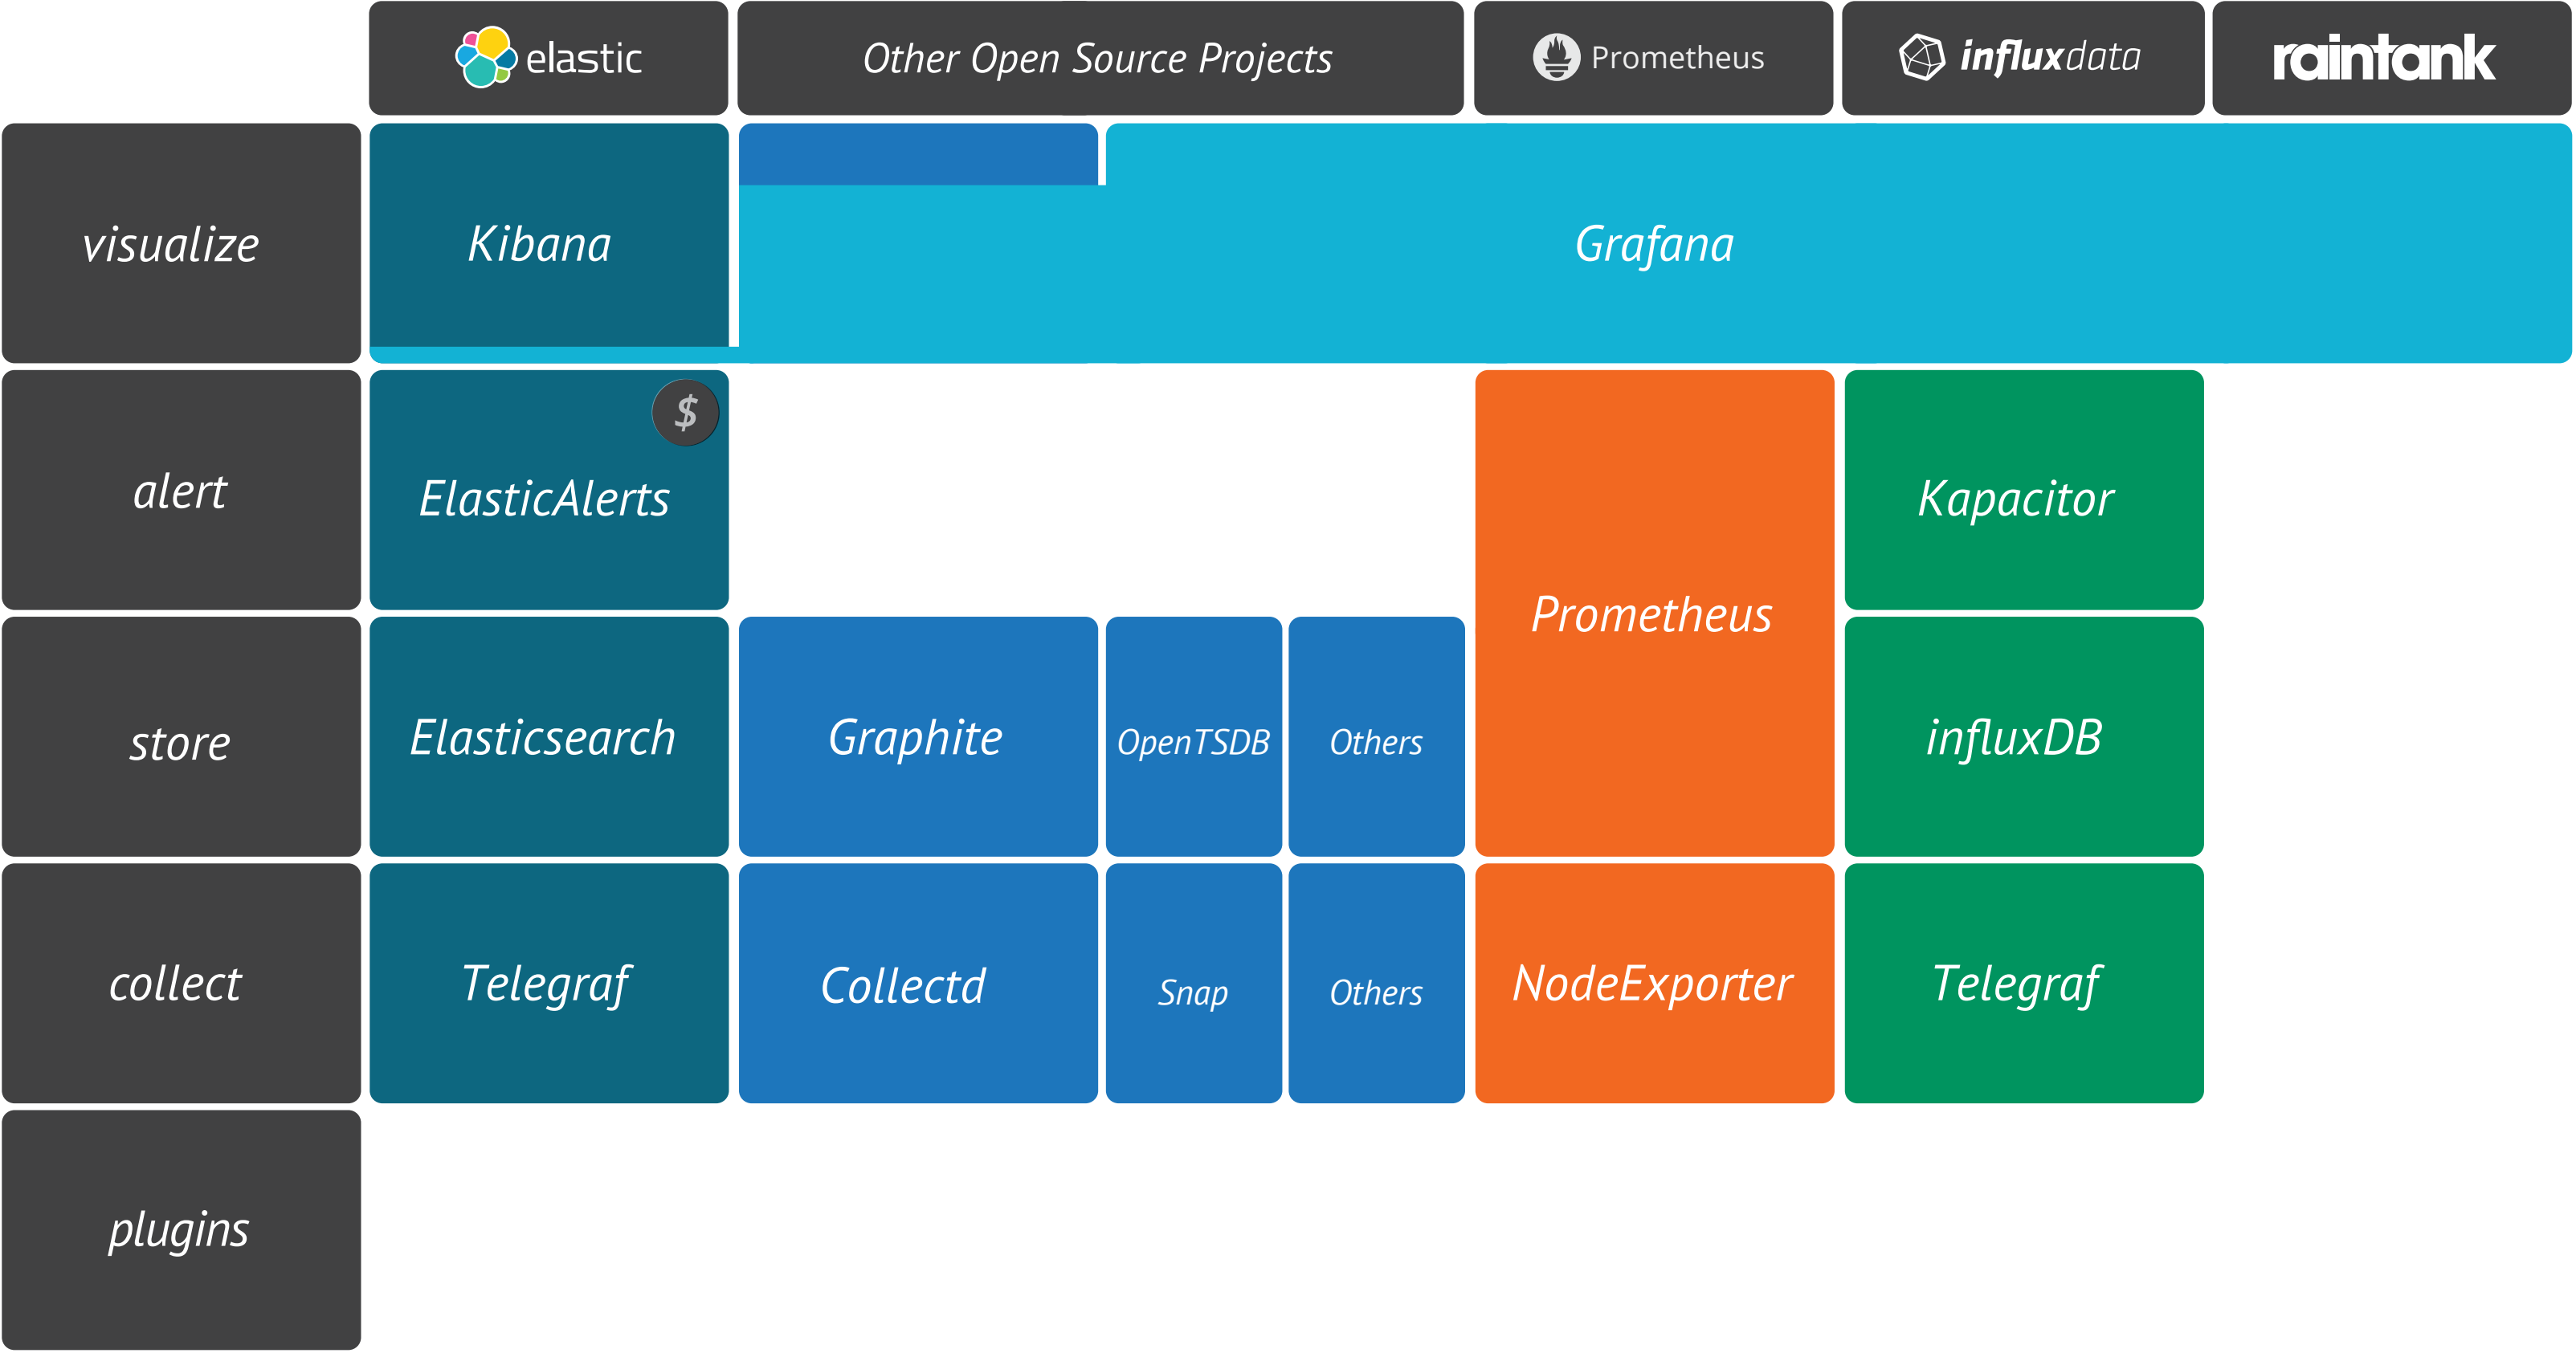 elastic
Other Open Source Projects
Prometheus
influxdata
raintank
visualize
Kibana
Grafana
alert
$
ElasticAlerts
Kapacitor
Prometheus
store
Elasticsearch
Graphite
OpenTSDB
Others
influxDB
collect
Telegraf
Collectd
Snap
Others
NodeExporter
Telegraf
plugins